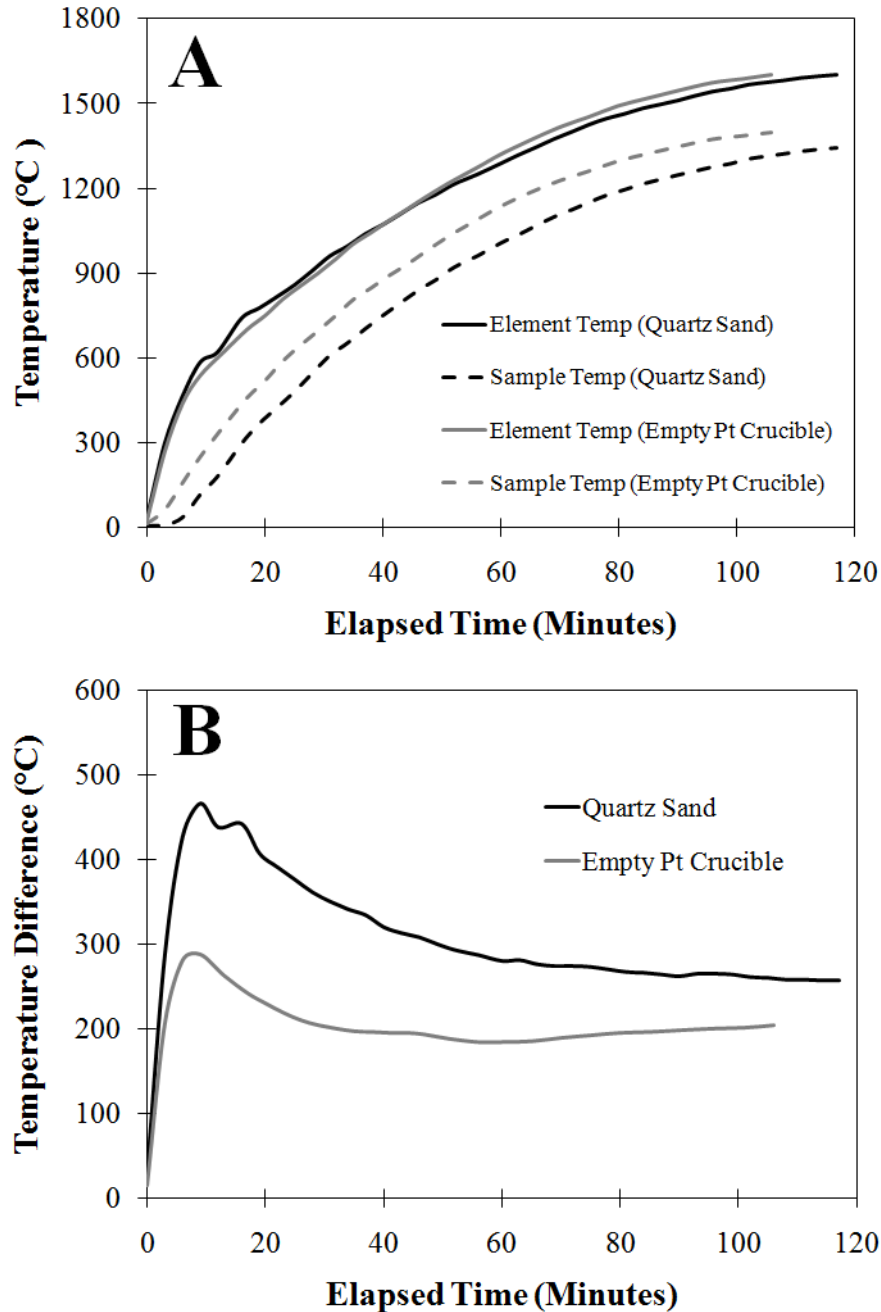 A
1800
1500
1200
900
600
300
0
Temperature (°C)
Element Temp (Quartz Sand)
Sample Temp (Quartz Sand)
Element Temp (Empty Pt Crucible)
Sample Temp (Empty Pt Crucible)
0 20 40 60 80 100 120
Elapsed Time (Minutes)
B
600
500
400
300
200
100
0
Temperature Difference (°C)
Quartz Sand
Empty Pt Crucible
0 20 40 60 80 100 120
Elapsed Time (Minutes)